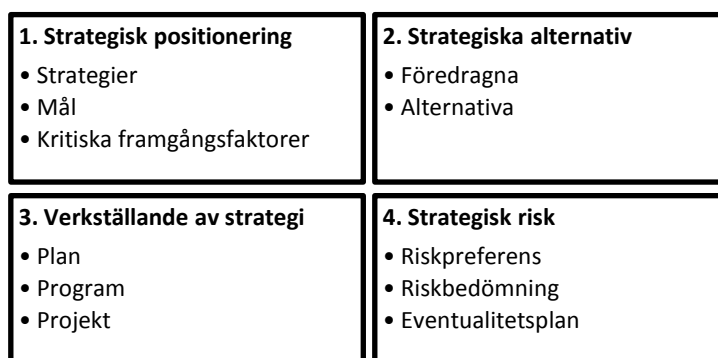 1. Strategisk positionering
• Strategier
• Mål
• Kritiska framgångsfaktorer
2. Strategiska alternativ
• Föredragna
• Alternativa
3. Verkställande av strategi
• Plan
• Program
• Projekt
4. Strategisk risk
• Riskpreferens
• Riskbedömning
• Eventualitetsplan